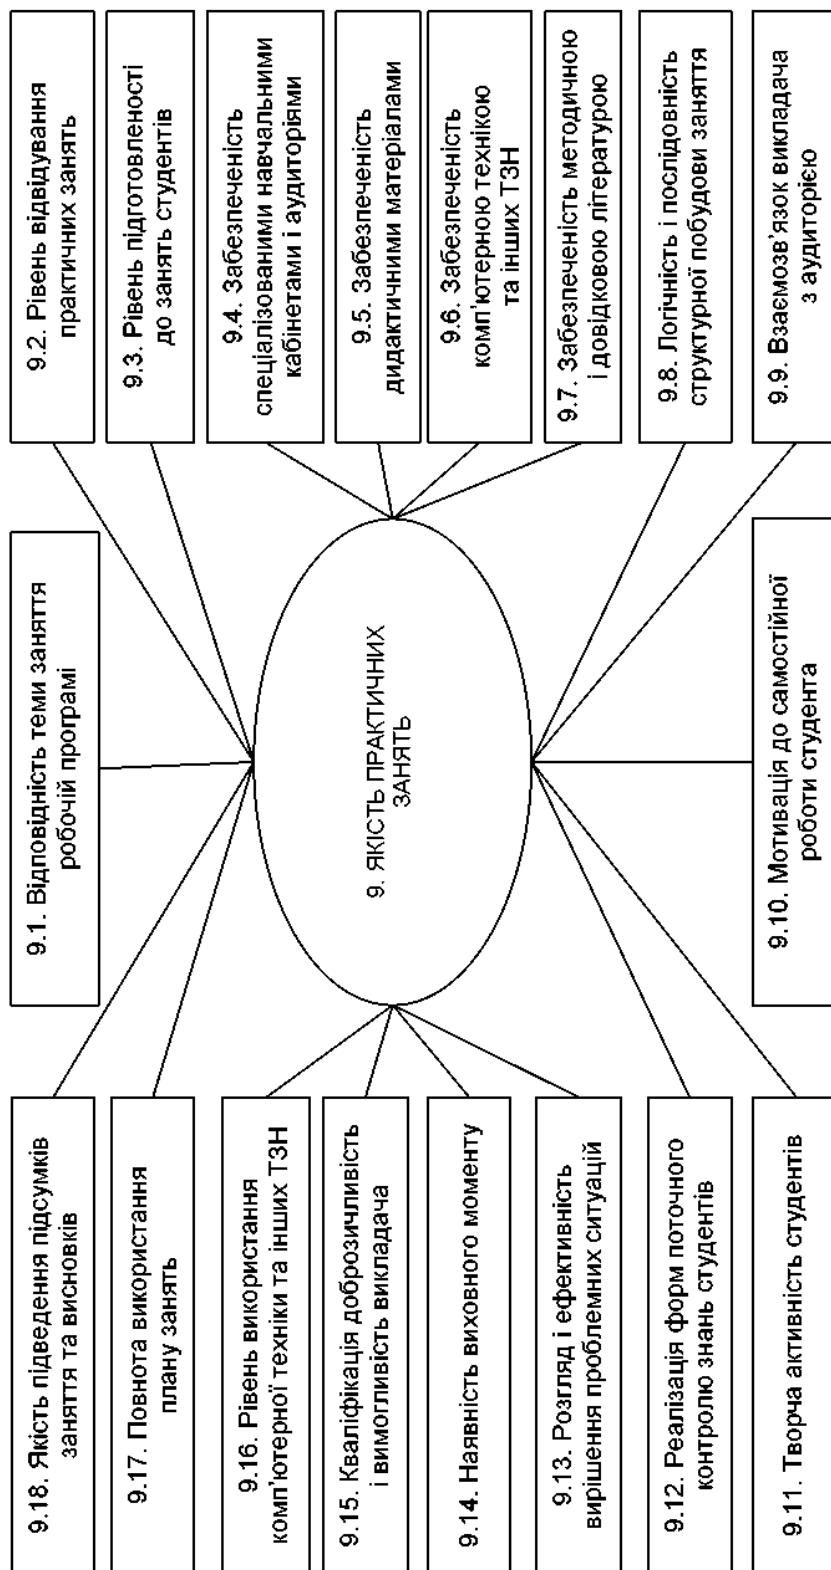 9.1. Відповідність теми заняття
робочій програмі
9.2. Рівень відвідування
практичних занять
9.3. Рівень підготовленості
до занять студентів
9.4. Забезпеченість
спеціалізованими навчальними
кабінетами і аудиторіями
9.5. Забезпеченість
дидактичними матеріалами
9.6. Забезпеченість
комп'ютерною технікою
та інших ТЗН
9.7. Забезпеченість методичною
і довідковою літературою
9.8. Логічність і послідовність
структурної побудови заняття
9.9. Взаємозв'язок викладача
з аудиторією
9.10. Мотивація до самостійної
роботи студента
9.11. Творча активність студентів
9.12. Реалізація форм поточного
контролю знань студентів
9.13. Розгляд і ефективність
вирішення проблемних ситуацій
9.14. Наявність виховного моменту
9.15. Кваліфікація доброзичливість
і вимогливість викладача
9.16. Рівень використання
комп'ютерної техніки та інших ТЗН
9.17. Повнота використання
плану занять
9.18. Якість підведення підсумків
заняття та висновків
9. ЯКІСТЬ ПРАКТИЧНИХ
ЗАНЯТЬ